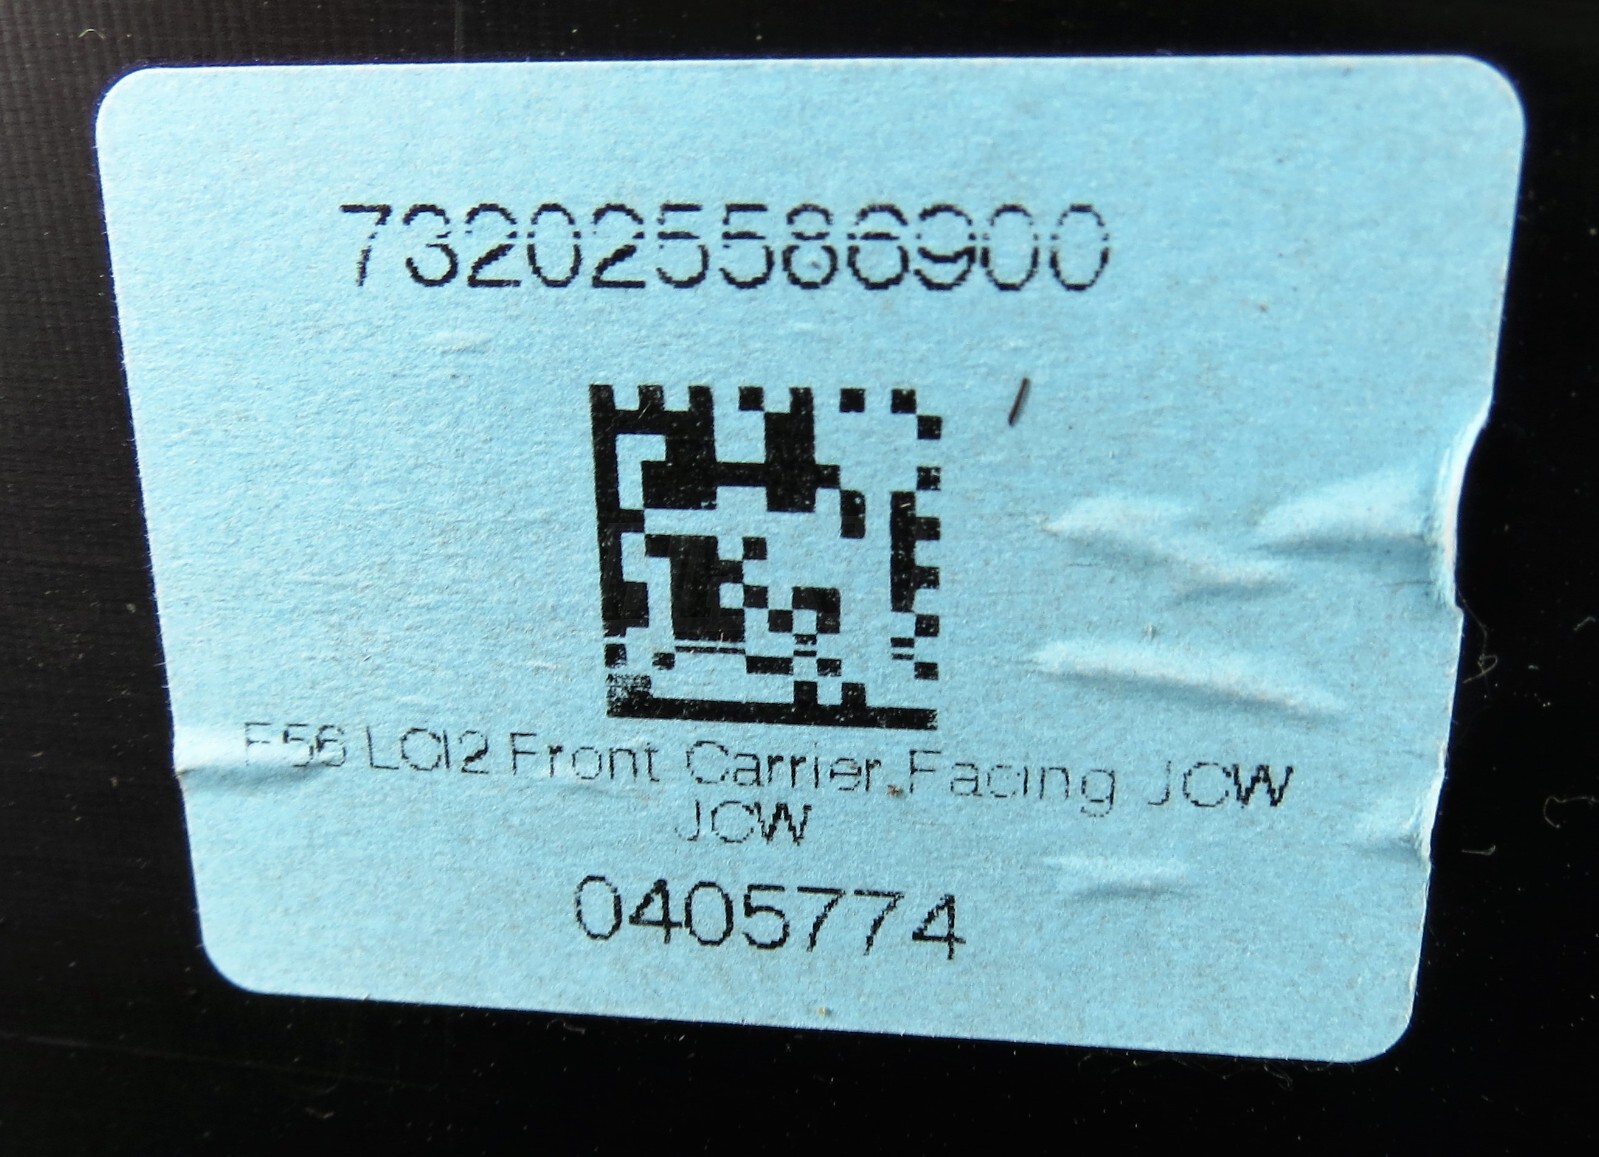 732025586900
F56 LCI2 Front Carrier Facing JCW
JCW
0405774